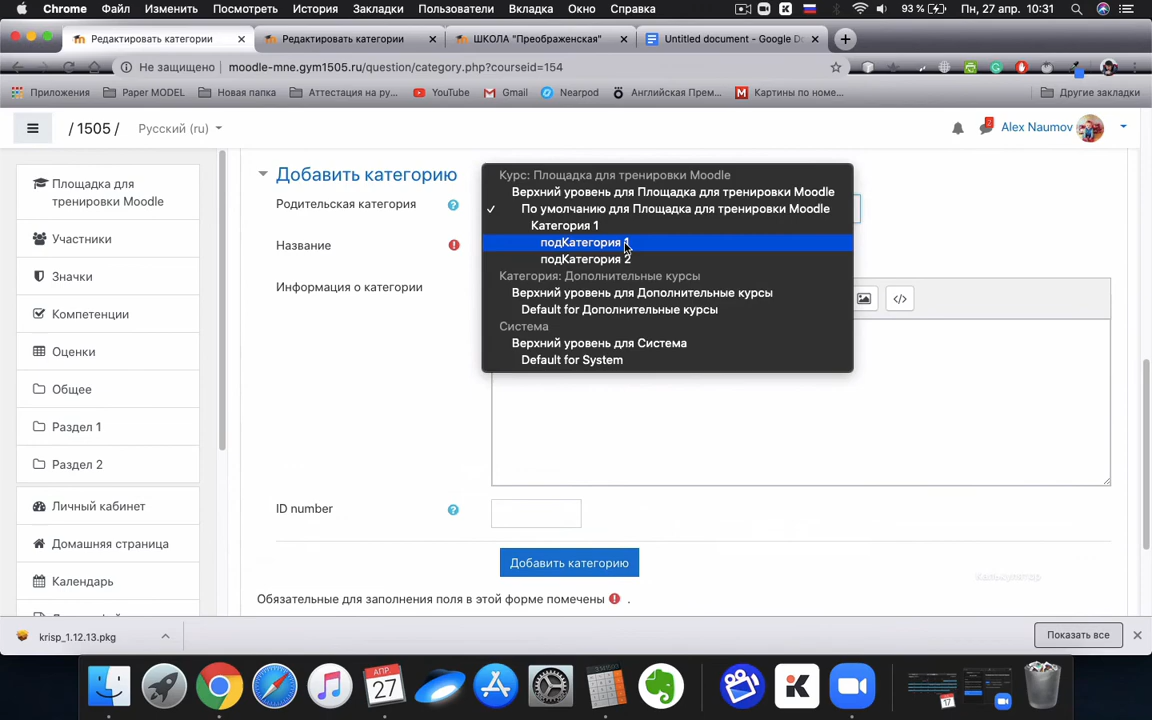 Chrome Файл Изменить Посмотреть История Закладки Пользователи Вкладка Окно Справка 93 % Пн, 27 апр. 10:31
Редактировать категории Редактировать категории ШКОЛА "Преображенская" Untitled document - Google D
Не защищено moodle-mne.gym1505.ru/question/category.php?courseid=154
Приложения Paper MODEL Новая папка Аттестация на ру... YouTube Gmail Nearpod Английская Прем... Картины по номе... Другие закладки
/ 1505 / Русский (ru) 2 Alex Naumov
Площадка для
тренировки Moodle
Участники
Значки
Компетенции
Оценки
Общее
Раздел 1
Раздел 2
Личный кабинет
Домашняя страница
Календарь
Добавить категорию
Родительская категория
Название
Информация о категории
Курс: Площадка для тренировки Moodle
Верхний уровень для Площадка для тренировки Moodle
✓ По умолчанию для Площадка для тренировки Moodle
Категория 1
подКатегория 1
подКатегория 2
Категория: Дополнительные курсы
Верхний уровень для Дополнительные курсы
Default for Дополнительные курсы
Система
Верхний уровень для Система
Default for System
ID number
Калькулятор
Добавить категорию
Обязательные для заполнения поля в этой форме помечены .
krisp_1.12.13.pkg Показать все
АПР.
27
17
17